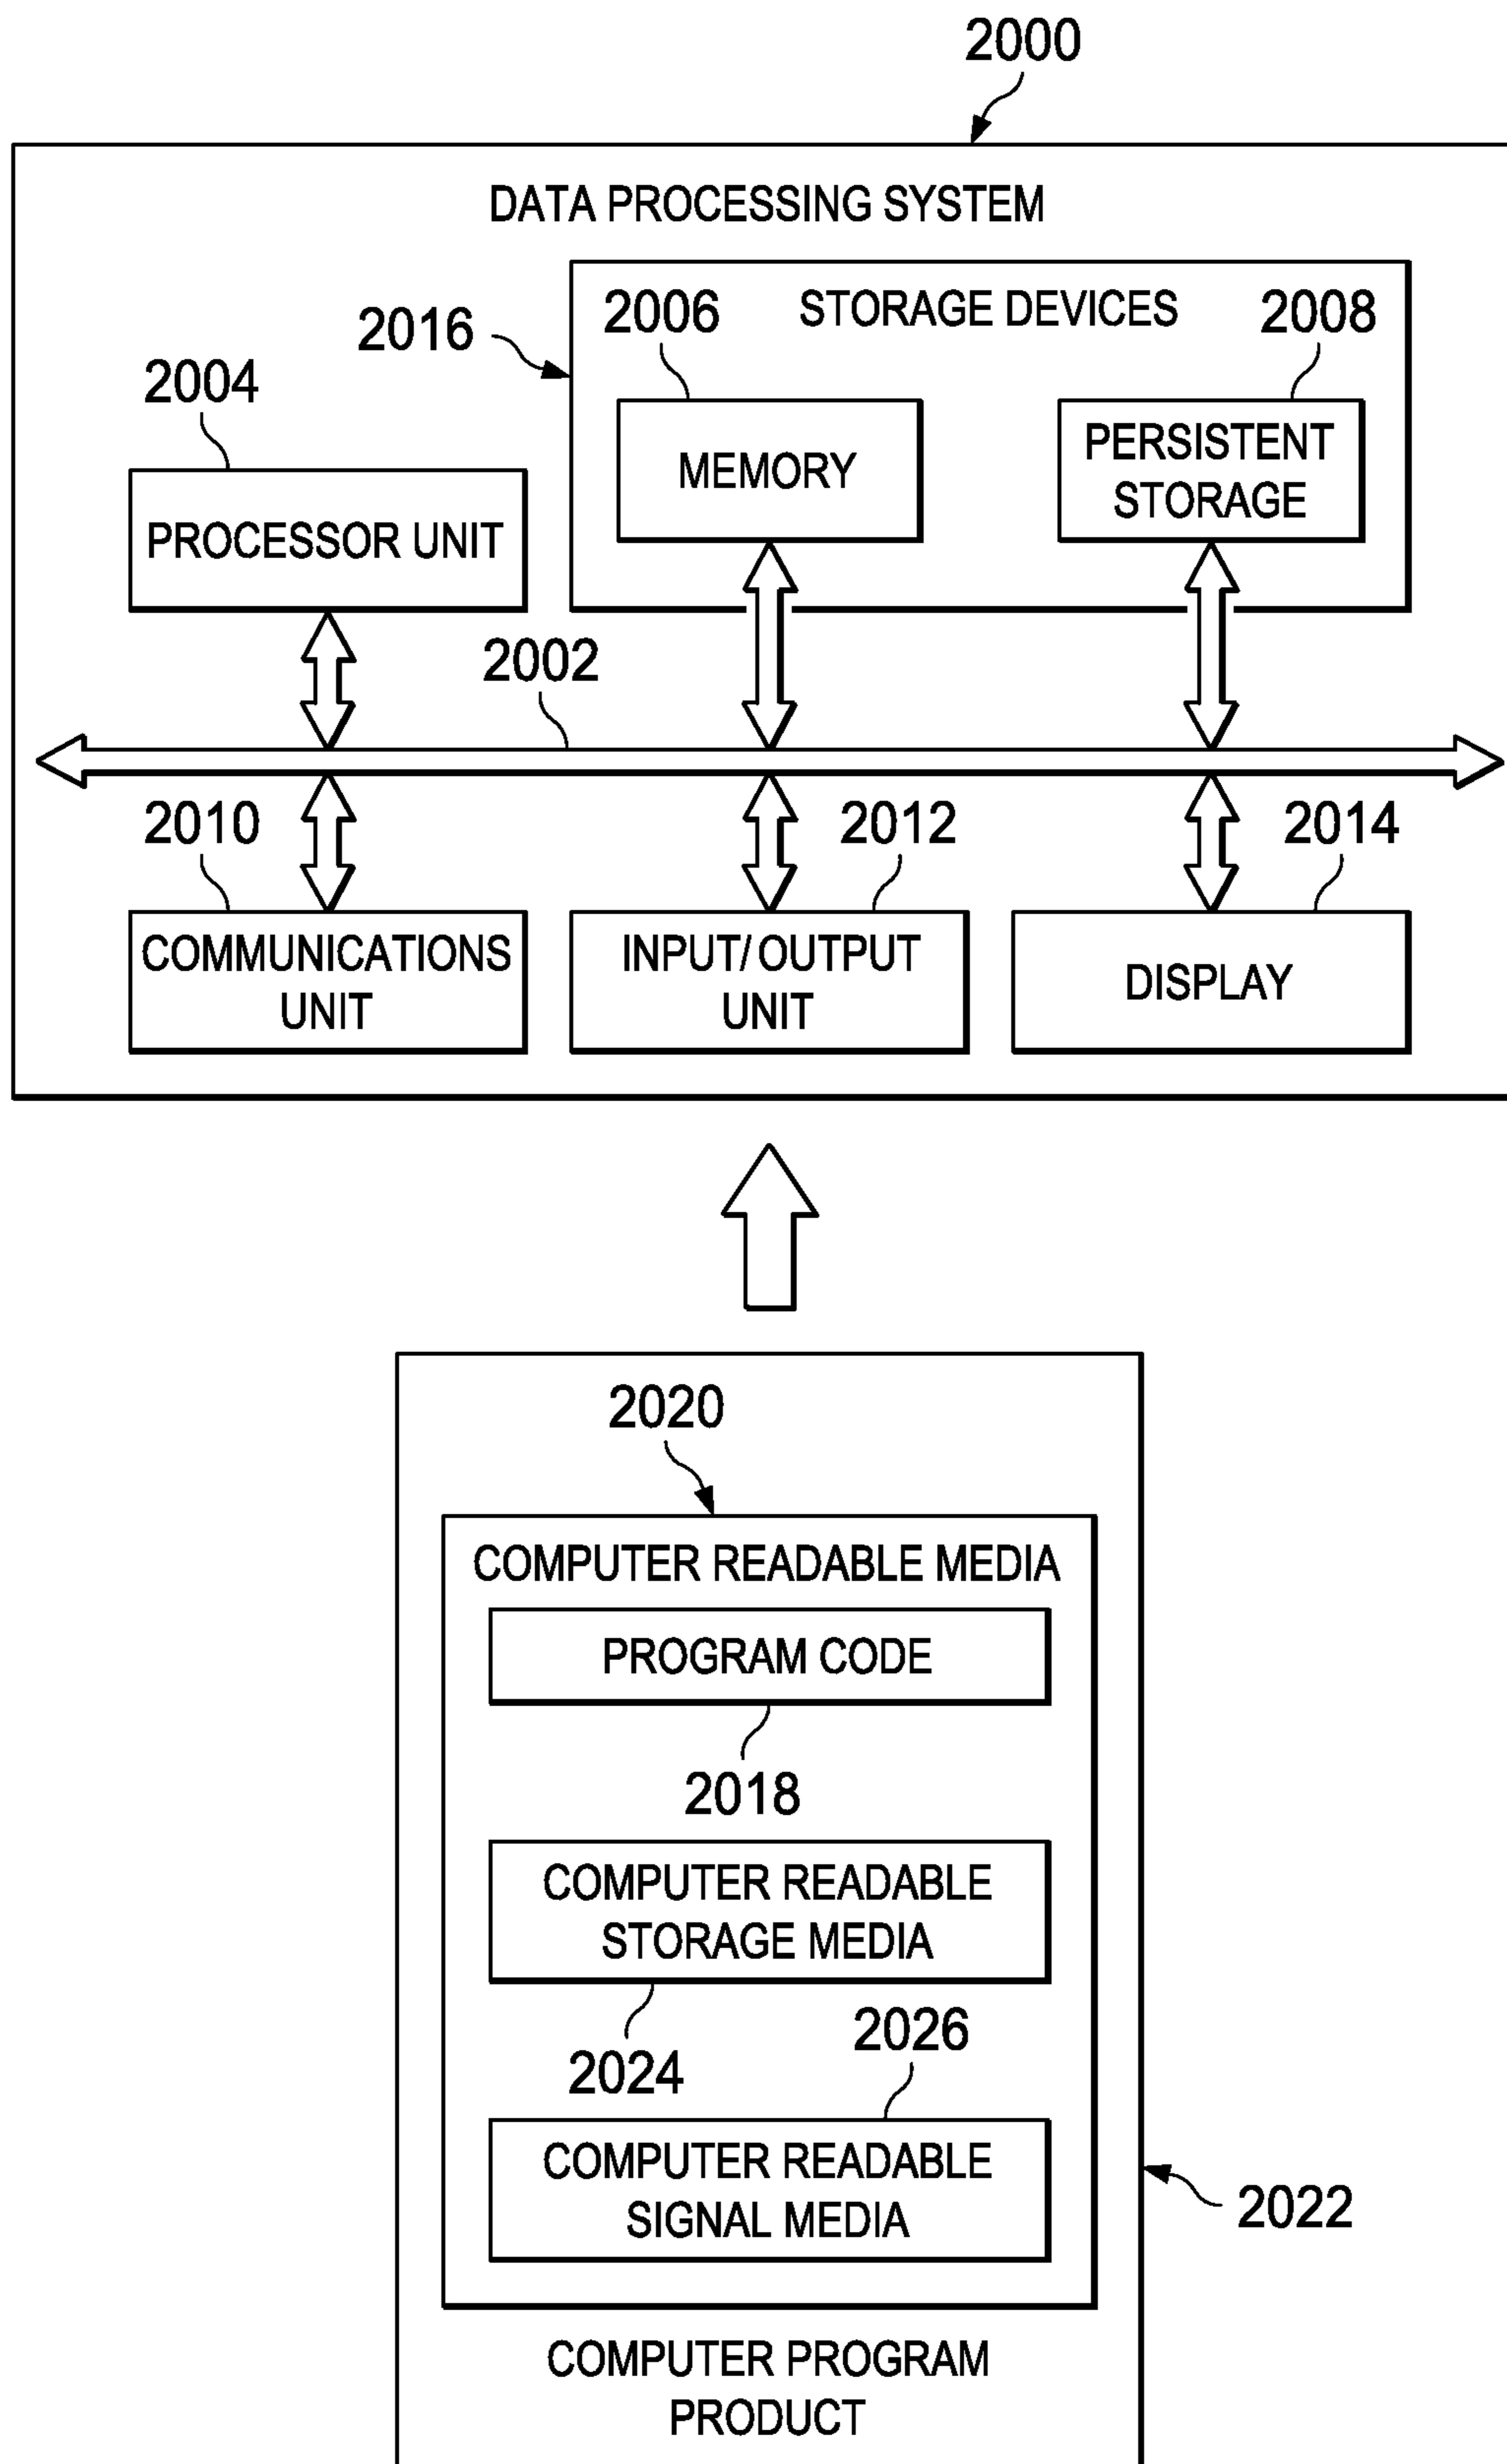 2000
DATA PROCESSING SYSTEM
2016
2006
STORAGE DEVICES
2008
2004
MEMORY
PERSISTENT
STORAGE
PROCESSOR UNIT
2002
2010
2012
2014
COMMUNICATIONS
UNIT
INPUT/OUTPUT
UNIT
DISPLAY
2020
COMPUTER READABLE MEDIA
PROGRAM CODE
2018
COMPUTER READABLE
STORAGE MEDIA
2024
2026
COMPUTER READABLE
SIGNAL MEDIA
2022
COMPUTER PROGRAM
PRODUCT